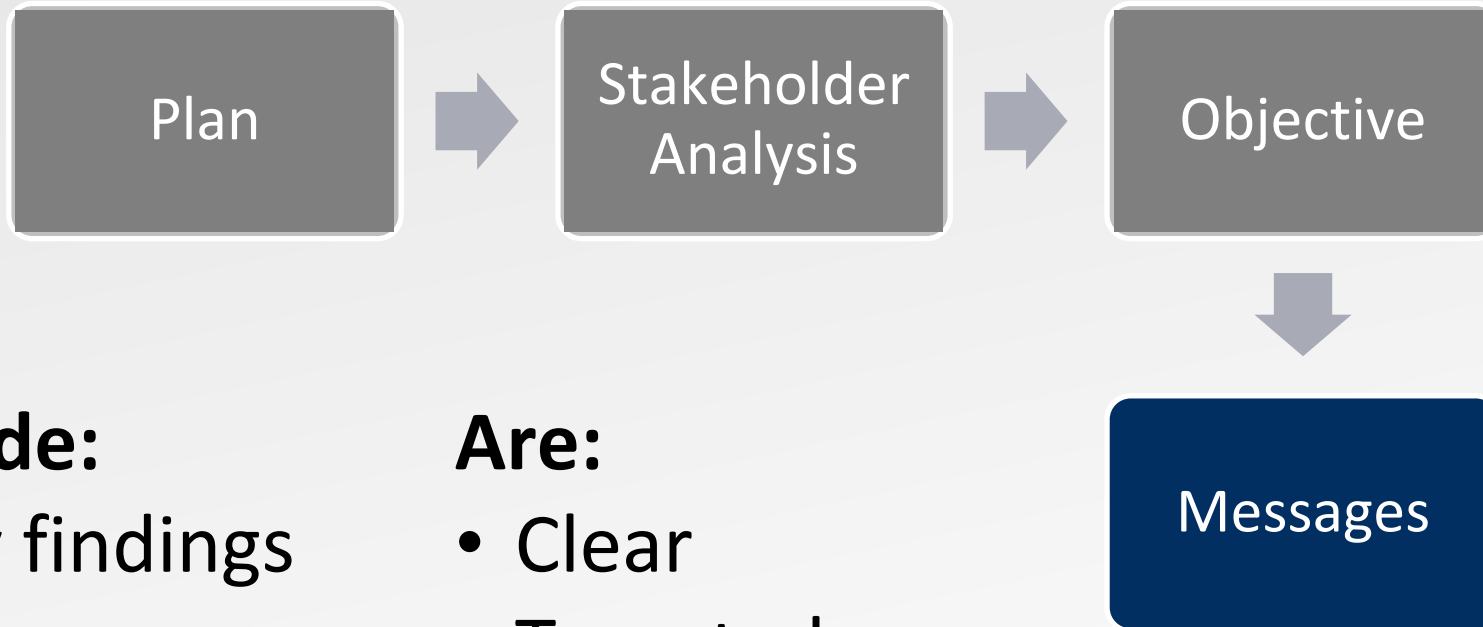 Plan
Stakeholder
Analysis
Objective
de:
Are:
findings
• Clear
Messages